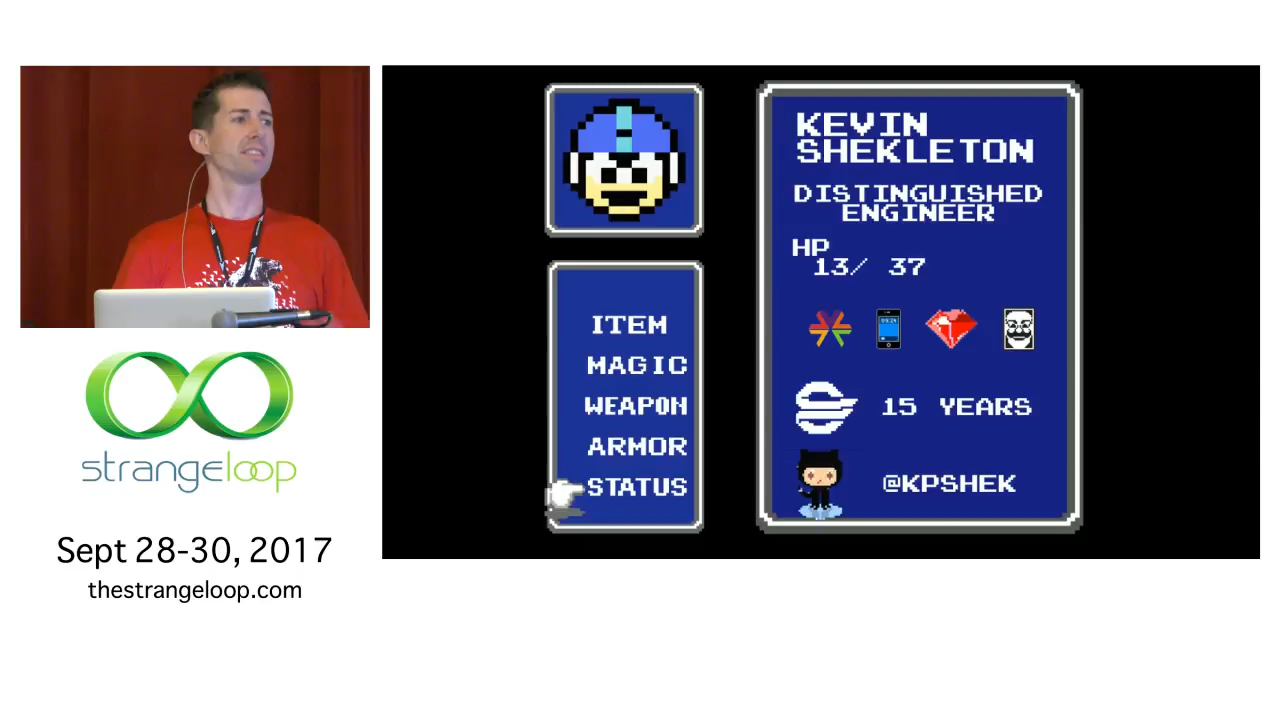 KEVIN
SHEKLETON
DISTINGUISHED
ENGINEER
HP
13/ 37
15 YEARS
@KPSHEK
ITEM
MAGIC
WEAPON
ARMOR
STATUS
strangeloop
Sept 28-30, 2017
thestrangeloop.com